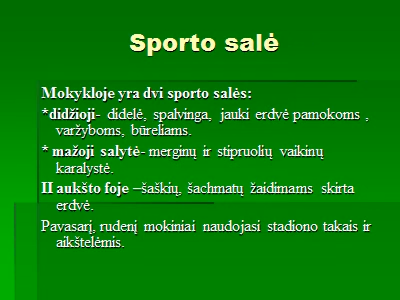 Sporto salė
Mokykloje yra dvi sporto salės:
*didžioji- didelė, spalvinga, jauki erdvė pamokoms ,
varžyboms, būreliams.
* mažoji salytė- merginų ir stipruolių vaikinų
karalystė.
II aukšto foje –šaškių, šachmatų žaidimams skirta
erdvė.
Pavasarį, rudenį mokiniai naudojasi stadiono takais ir
aikštelėmis.